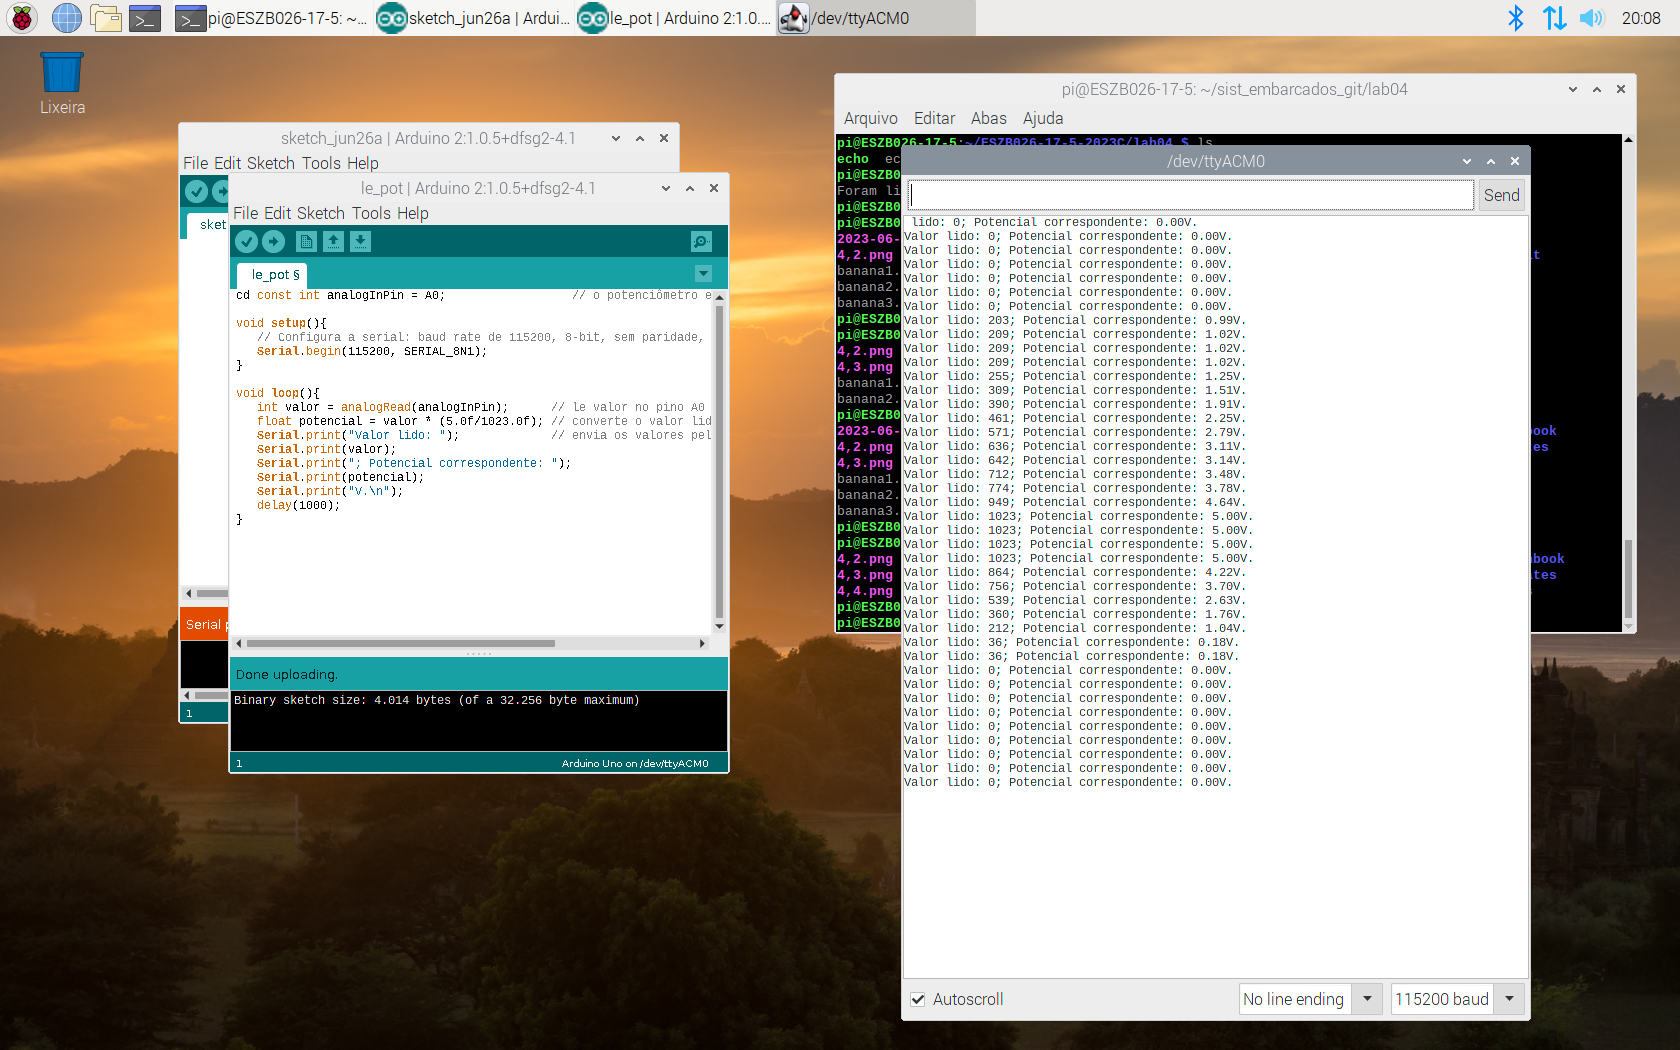 pi@ESZB026-17-5: ~...
sketch_jun26a | Ardui...
le_pot | Arduino 2:1.0....
/dev/ttyACM0
20:08
Lixeira
sketch_jun26a | Arduino 2:1.0.5+dfsg2-4.1
File Edit Sketch Tools Help
sket
Serial
1
le_pot | Arduino 2:1.0.5+dfsg2-4.1
File Edit Sketch Tools Help
le_pot §
cd const int analogInPin = A0; // o potenciômetro e
void setup(){
// Configura a serial: baud rate de 115200, 8-bit, sem paridade,
Serial.begin(115200, SERIAL_8N1);
}
void loop(){
int valor = analogRead(analogInPin); // le valor no pino A0
float potencial = valor * (5.0f/1023.0f); // converte o valor lid
Serial.print("Valor lido: "); // envia os valores pel
Serial.print(valor);
Serial.print("; Potencial correspondente: ");
Serial.print(potencial);
Serial.print("V.\n");
delay(1000);
}
Done uploading.
Binary sketch size: 4.014 bytes (of a 32.256 byte maximum)
1
Arduino Uno on /dev/ttyACM0
pi@ESZB026-17-5: ~/sist_embarcados_git/lab04
Arquivo Editar Abas Ajuda
pi@ESZB026-17-5:~/ESZB026-17-5-2023C/lab04 $ ls
echo ec
pi@ESZB0
Foram li
pi@ESZB0
pi@ESZB0
2023-06-
4,2.png
banana1.
banana2.
banana3.
pi@ESZB0
pi@ESZB0
4,2.png
4,3.png
banana1.
banana2.
pi@ESZB0
2023-06-
4,2.png
4,3.png
banana1.
banana2.
banana3.
pi@ESZB0
pi@ESZB0
4,2.png
4,3.png
4,4.png
pi@ESZB0
pi@ESZB0
t
ook
es
book
tes
/dev/ttyACM0
Send
lido: 0; Potencial correspondente: 0.00V.
Valor lido: 0; Potencial correspondente: 0.00V.
Valor lido: 0; Potencial correspondente: 0.00V.
Valor lido: 0; Potencial correspondente: 0.00V.
Valor lido: 0; Potencial correspondente: 0.00V.
Valor lido: 0; Potencial correspondente: 0.00V.
Valor lido: 0; Potencial correspondente: 0.00V.
Valor lido: 203; Potencial correspondente: 0.99V.
Valor lido: 209; Potencial correspondente: 1.02V.
Valor lido: 209; Potencial correspondente: 1.02V.
Valor lido: 209; Potencial correspondente: 1.02V.
Valor lido: 255; Potencial correspondente: 1.25V.
Valor lido: 309; Potencial correspondente: 1.51V.
Valor lido: 390; Potencial correspondente: 1.91V.
Valor lido: 461; Potencial correspondente: 2.25V.
Valor lido: 571; Potencial correspondente: 2.79V.
Valor lido: 636; Potencial correspondente: 3.11V.
Valor lido: 642; Potencial correspondente: 3.14V.
Valor lido: 712; Potencial correspondente: 3.48V.
Valor lido: 774; Potencial correspondente: 3.78V.
Valor lido: 949; Potencial correspondente: 4.64V.
Valor lido: 1023; Potencial correspondente: 5.00V.
Valor lido: 1023; Potencial correspondente: 5.00V.
Valor lido: 1023; Potencial correspondente: 5.00V.
Valor lido: 1023; Potencial correspondente: 5.00V.
Valor lido: 864; Potencial correspondente: 4.22V.
Valor lido: 756; Potencial correspondente: 3.70V.
Valor lido: 539; Potencial correspondente: 2.63V.
Valor lido: 360; Potencial correspondente: 1.76V.
Valor lido: 212; Potencial correspondente: 1.04V.
Valor lido: 36; Potencial correspondente: 0.18V.
Valor lido: 36; Potencial correspondente: 0.18V.
Valor lido: 0; Potencial correspondente: 0.00V.
Valor lido: 0; Potencial correspondente: 0.00V.
Valor lido: 0; Potencial correspondente: 0.00V.
Valor lido: 0; Potencial correspondente: 0.00V.
Valor lido: 0; Potencial correspondente: 0.00V.
Valor lido: 0; Potencial correspondente: 0.00V.
Valor lido: 0; Potencial correspondente: 0.00V.
Valor lido: 0; Potencial correspondente: 0.00V.
Valor lido: 0; Potencial correspondente: 0.00V.
Autoscroll
No line ending
115200 baud